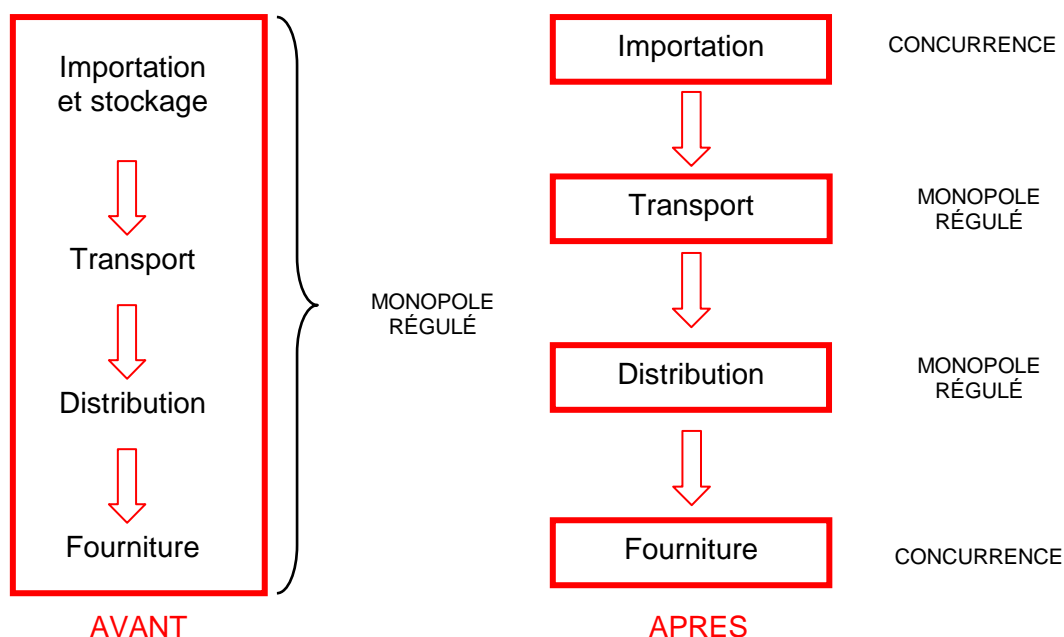 Importation
et stockage
Transport
Distribution
Fourniture
AVANT
MONOPOLE
RÉGULÉ
Importation
CONCURRENCE
Transport
MONOPOLE
RÉGULÉ
Distribution
MONOPOLE
RÉGULÉ
Fourniture
CONCURRENCE
APRES